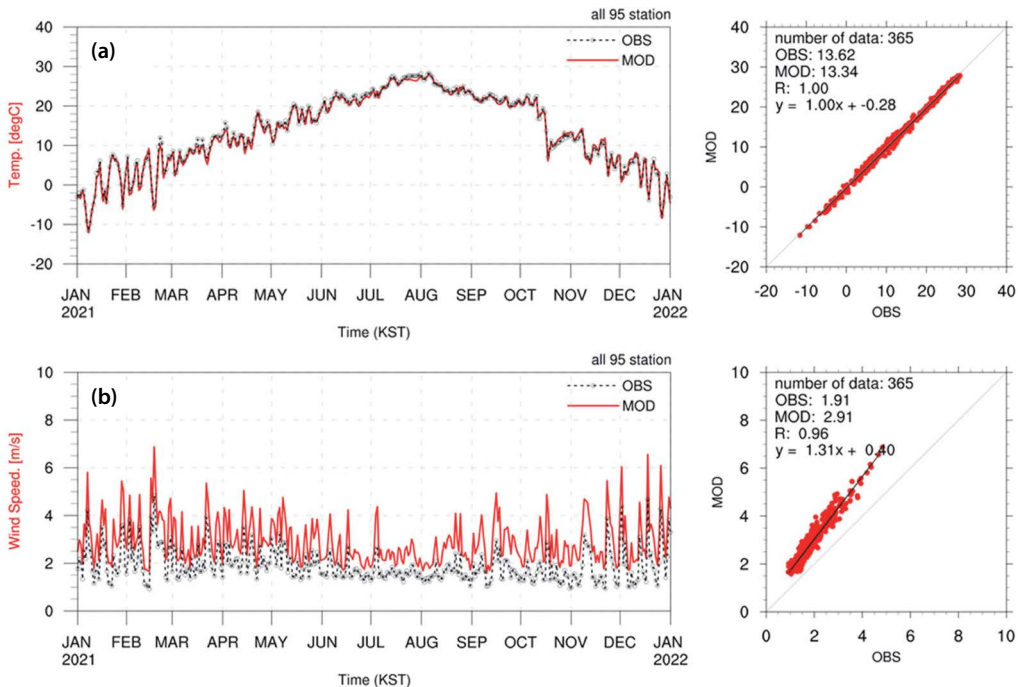 all 95 station
(a)
OBS
MOD
Temp. [degC]
40
30
20
10
0
-10
-20
JAN FEB MAR APR MAY JUN JUL AUG SEP OCT NOV DEC JAN
2021 2022
Time (KST)
number of data: 365
OBS: 13.62
MOD: 13.34
R: 1.00
y = 1.00x + -0.28
MOD
40
30
20
10
0
-10
-20
-20 -10 0 10 20 30 40
OBS
all 95 station
(b)
OBS
MOD
Wind Speed. [m/s]
10
8
6
4
2
0
JAN FEB MAR APR MAY JUN JUL AUG SEP OCT NOV DEC JAN
2021 2022
Time (KST)
number of data: 365
OBS: 1.91
MOD: 2.91
R: 0.96
y = 1.31x + 0.40
MOD
10
8
6
4
2
0
0 2 4 6 8 10
OBS